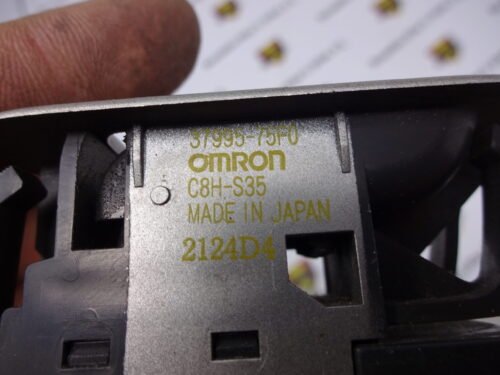 37995-75F0
OMRON
C8H-S35
MADE IN JAPAN
2124D4